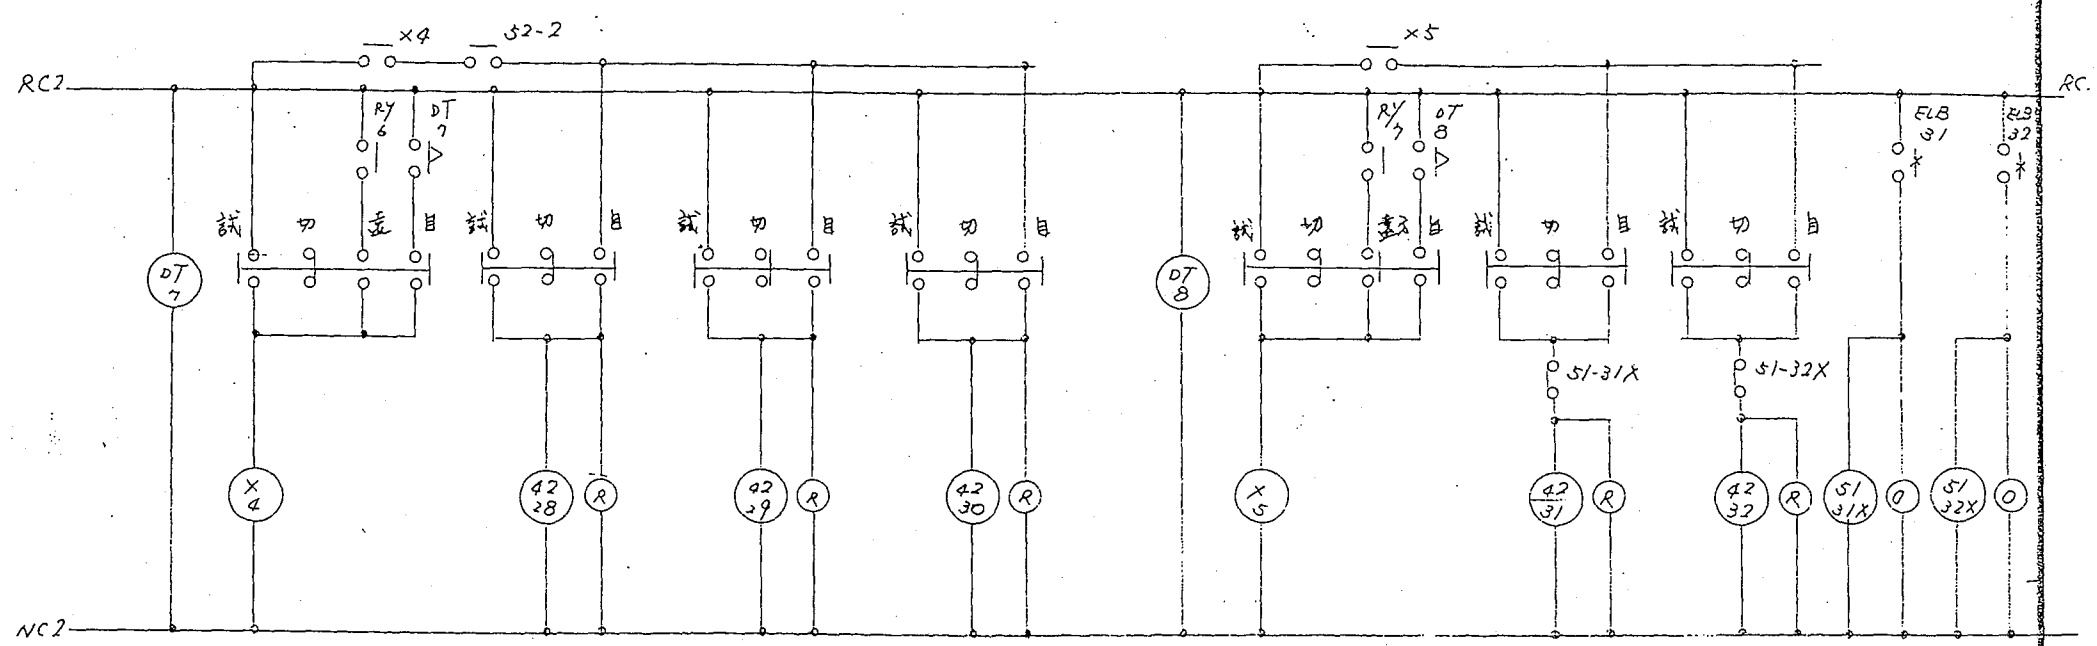 X4 52-2 X5
RC2 RC.
RY 6 DT 7 RY 7 DT 8 ELB 31 ELB 32
試 切 自 試 切 自 試 切 自 試 切 自 試 切 自 試 切 自 試 切 自
DT 7 DT 8
51-31X 51-32X
X 4 42 28 R 42 29 R 42 30 R X 5 42 31 R 42 32 R 51 31X O 51 32X O
NC2